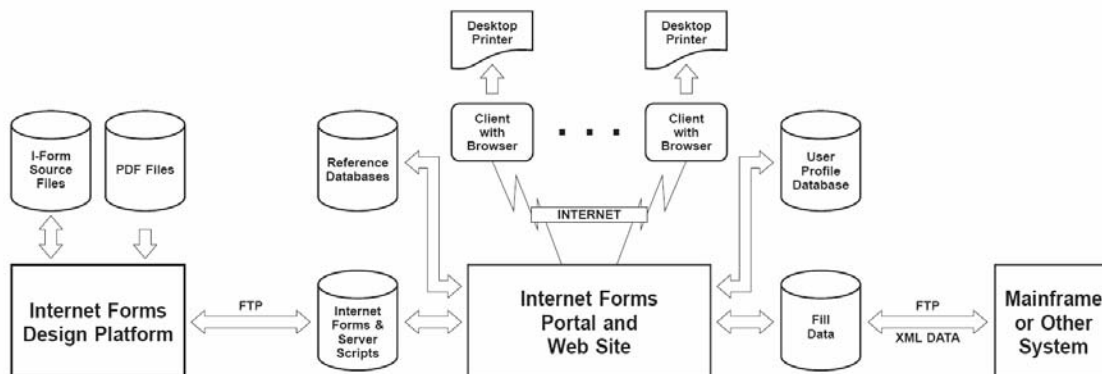 Desktop
Printer
Desktop
Printer
Client
with
Browser
Client
with
Browser
I-Form
Source
Files
PDF Files
Reference
Databases
User
Profile
Database
INTERNET
Internet Forms
Design Platform
FTP
Internet
Forms &
Server
Scripts
Internet Forms
Portal and
Web Site
Fill
Data
FTP
XML DATA
Mainframe
or Other
System